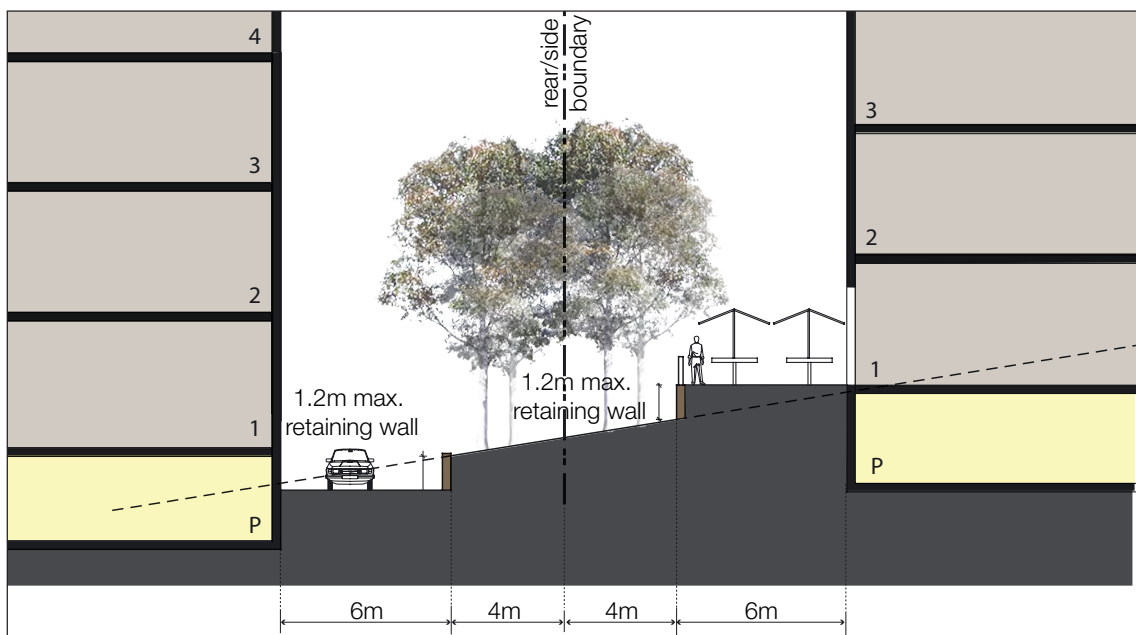 4
3
2
1
P
rear/side
boundary
1.2m max.
retaining wall
1.2m max.
retaining wall
3
2
1
P
6m
4m
4m
6m